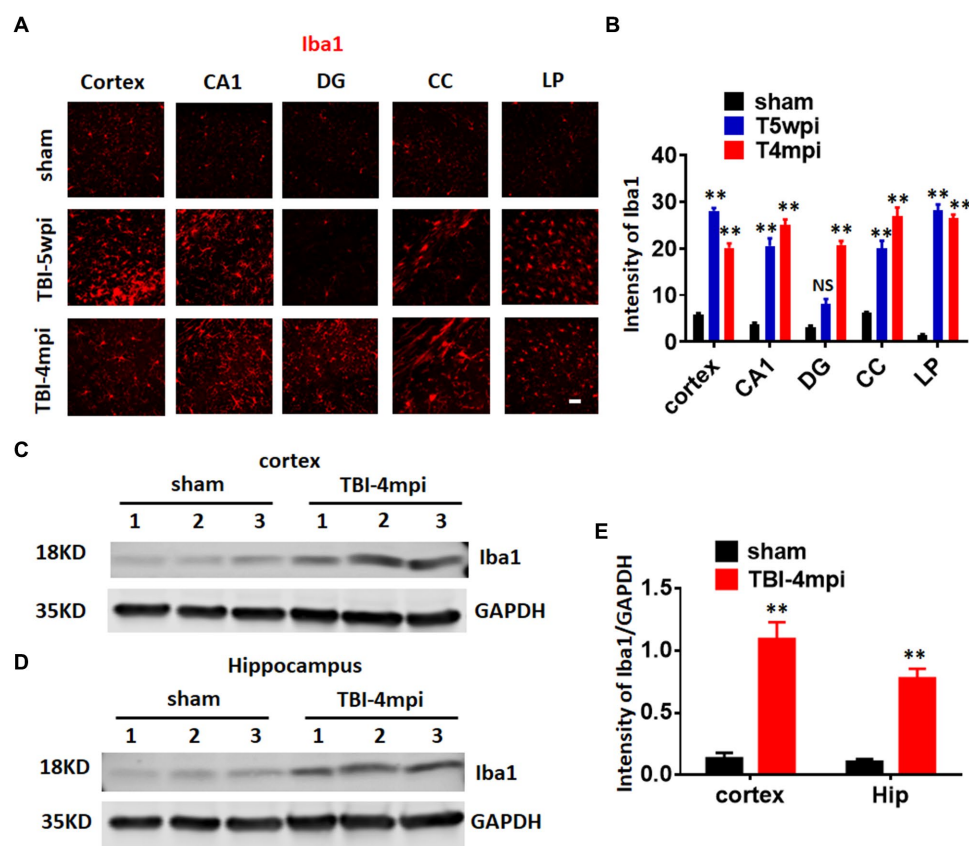 A
Iba1
Cortex CA1 DG CC LP
sham
TBI-5wpi
TBI-4mpi
B
sham
T5wpi
T4mpi
Intensity of Iba1
40
30
20
10
0
** ** ** ** NS ** ** ** ** **
cortex CA1 DG CC LP
C
cortex
sham TBI-4mpi
1 2 3 1 2 3
18KD Iba1
35KD GAPDH
D
Hippocampus
sham TBI-4mpi
1 2 3 1 2 3
18KD Iba1
35KD GAPDH
E
sham
TBI-4mpi
Intensity of Iba1/GAPDH
1.5
1.0
0.5
0.0
** **
cortex Hip